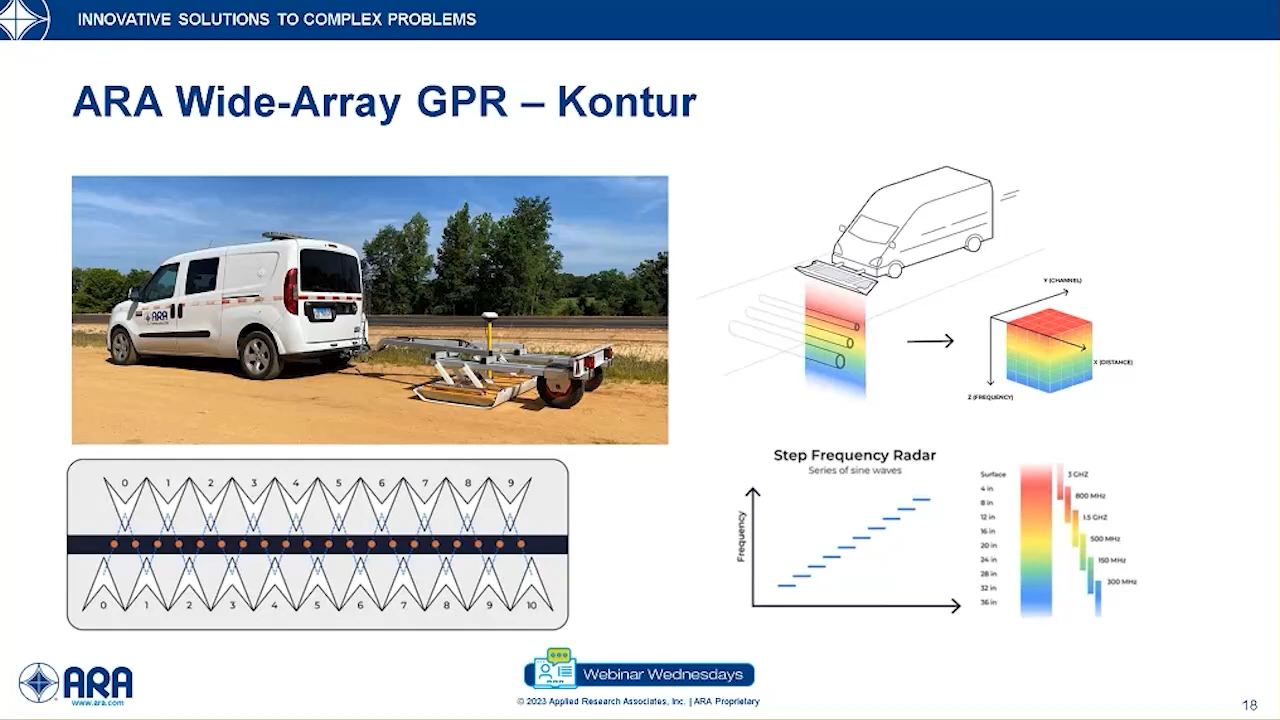 INNOVATIVE SOLUTIONS TO COMPLEX PROBLEMS
ARA Wide-Array GPR – Kontur
ARA
Y (CHANNEL)
X (DISTANCE)
Z (FREQUENCY)
0 2 3 5 6 7 8 9
0 1 2 3 4 5 6 7 8 9 10
Step Frequency Radar
Series of sine waves
Frequency
Surface
4 in
8 in
12 in
16 in
20 in
24 in
28 in
32 in
36 in
3 GHZ
800 MHz
1.5 GHZ
500 MHz
150 MHz
300 MHz
ARA
www.ara.com
Webinar Wednesdays
© 2023 Applied Research Associates, Inc. | ARA Proprietary
18